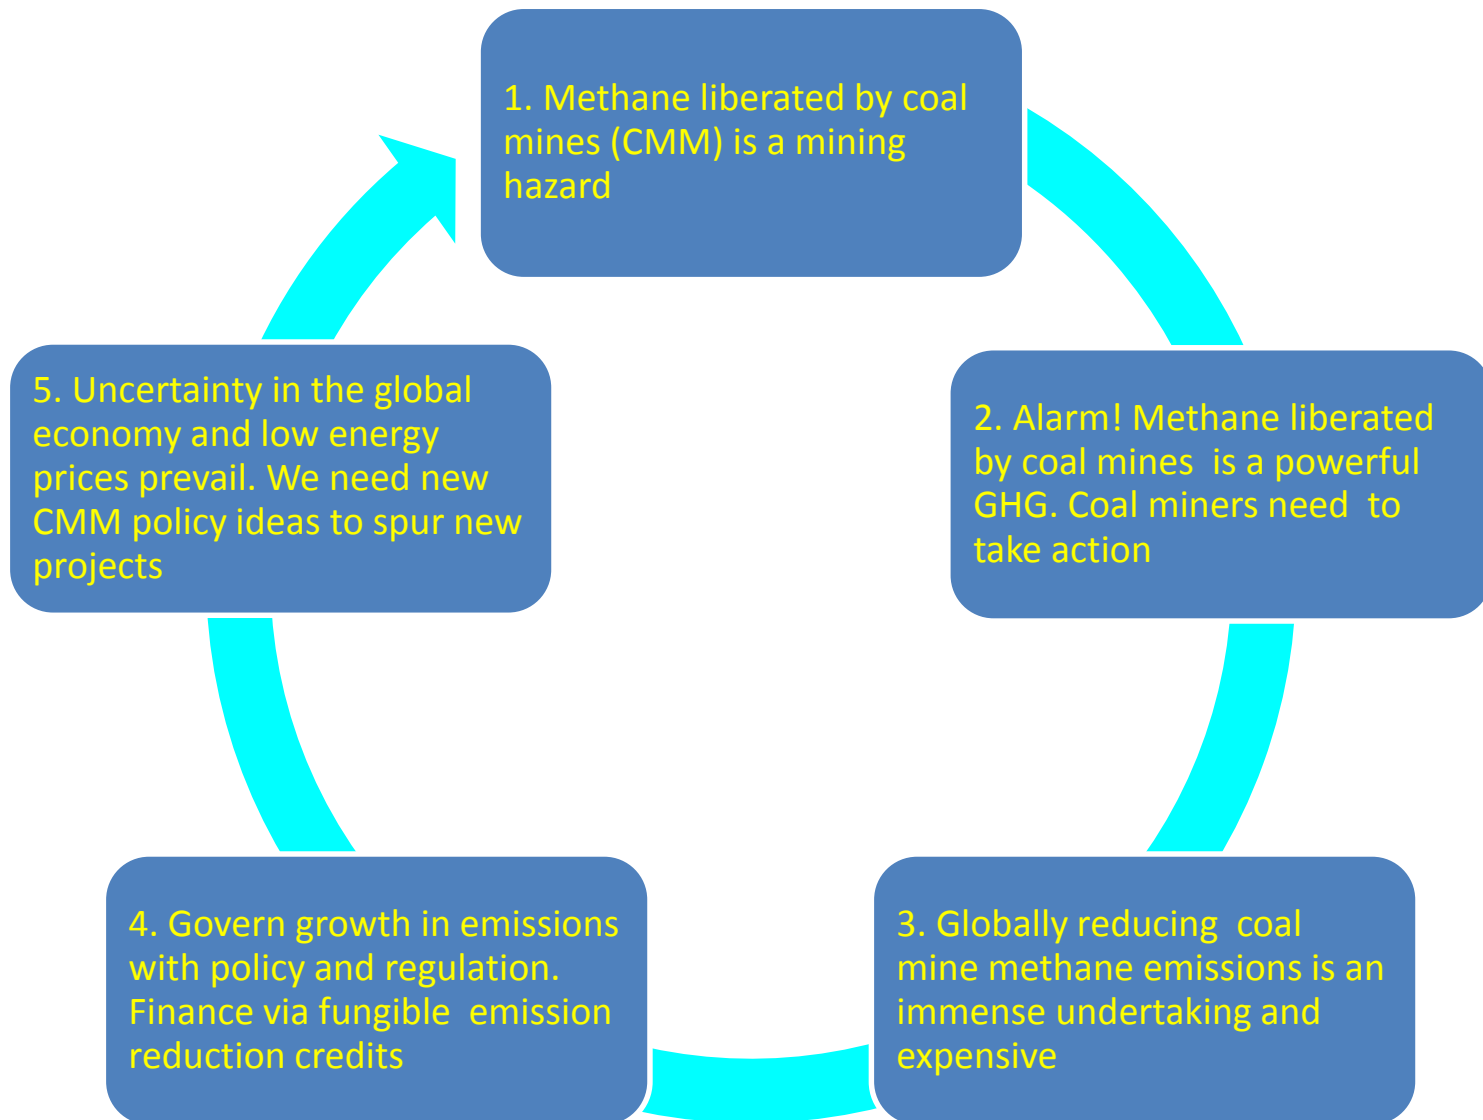 1. Methane liberated by coal
mines (CMM) is a mining
hazard
2. Alarm! Methane liberated
by coal mines  is a powerful
GHG. Coal miners need  to
take action
3. Globally reducing  coal
mine methane emissions is an
immense undertaking and
expensive
4. Govern growth in emissions
with policy and regulation.
Finance via fungible  emission
reduction credits
5. Uncertainty in the global
economy and low energy
prices prevail. We need new
CMM policy ideas to spur new
projects